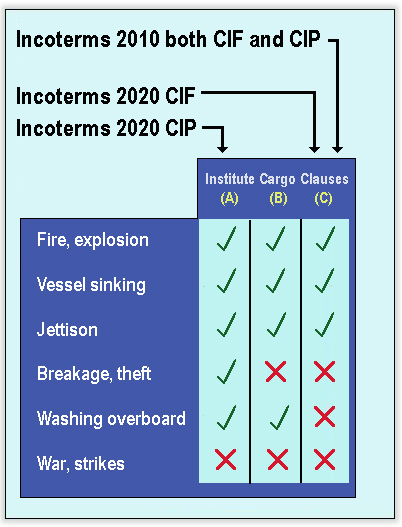 Incoterms 2010 both CIF and CIP
Incoterms 2020 CIF
Incoterms 2020 CIP
Institute Cargo Clauses
(A) (B) (C)
Fire, explosion
Vessel sinking
Jettison
Breakage, theft
Washing overboard
War, strikes